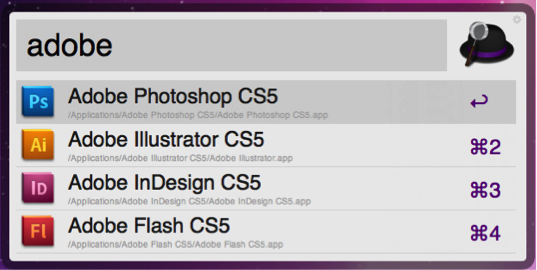 adobe
Ps
Adobe Photoshop CS5
/Applications/Adobe Photoshop CS5/Adobe Photoshop CS5.app
↩
Ai
Adobe Illustrator CS5
/Applications/Adobe Illustrator CS5/Adobe Illustrator.app
⌘2
ID
Adobe InDesign CS5
/Applications/Adobe InDesign CS5/Adobe InDesign CS5.app
⌘3
Fl
Adobe Flash CS5
/Applications/Adobe Flash CS5/Adobe Flash CS5.app
⌘4